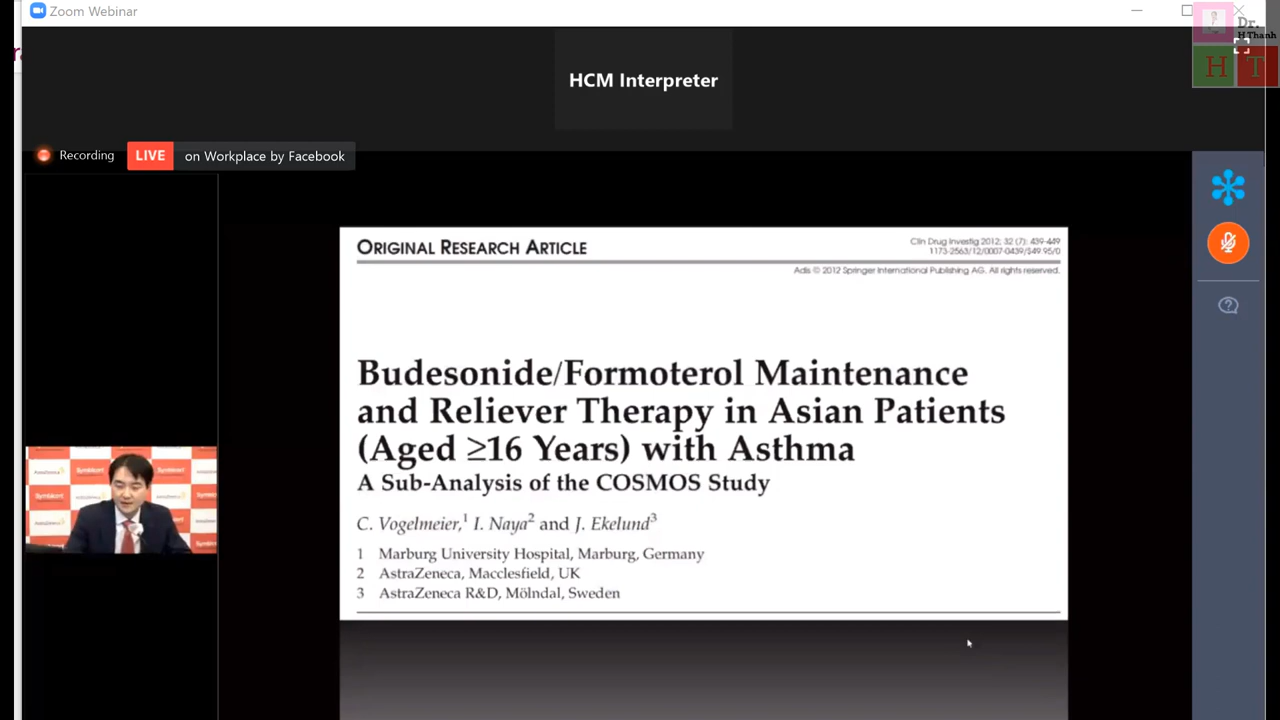 Zoom Webinar
Dr.
H Thanh
H T
HCM Interpreter
Recording
LIVE
on Workplace by Facebook
ORIGINAL RESEARCH ARTICLE
Clin Drug Investig 2012; 32 (7): 439-449
1173-2563/12/0007-0439/$49.95/0
Adis © 2012 Springer International Publishing AG. All rights reserved.
Budesonide/Formoterol Maintenance
and Reliever Therapy in Asian Patients
(Aged ≥16 Years) with Asthma
A Sub-Analysis of the COSMOS Study
C. Vogelmeier,1 I. Naya2 and J. Ekelund3
1 Marburg University Hospital, Marburg, Germany
2 AstraZeneca, Macclesfield, UK
3 AstraZeneca R&D, Mölndal, Sweden